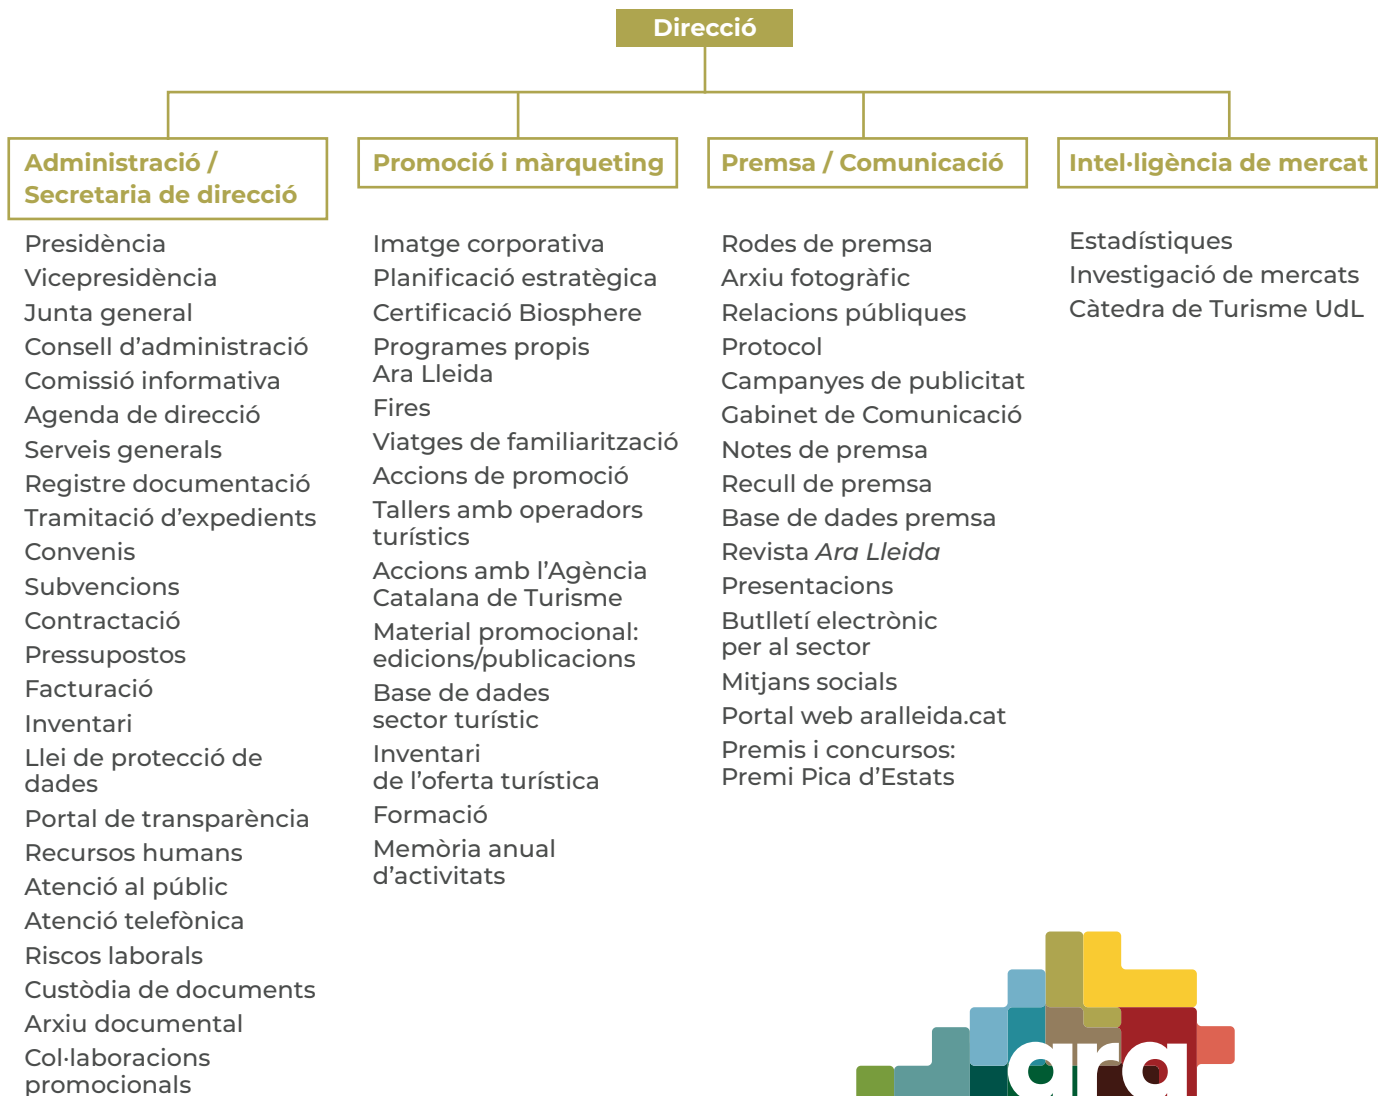 Direcció
Administració /
Secretaria de direcció
Presidència
Vicepresidència
Junta general
Consell d’administració
Comissió informativa
Agenda de direcció
Serveis generals
Registre documentació
Tramitació d’expedients
Convenis
Subvencions
Contractació
Pressupostos
Facturació
Inventari
Llei de protecció de
dades
Portal de transparència
Recursos humans
Atenció al públic
Atenció telefònica
Riscos laborals
Custòdia de documents
Arxiu documental
Col·laboracions
promocionals
Promoció i màrqueting
Imatge corporativa
Planificació estratègica
Certificació Biosphere
Programes propis
Ara Lleida
Fires
Viatges de familiarització
Accions de promoció
Tallers amb operadors
turístics
Accions amb l’Agència
Catalana de Turisme
Material promocional:
edicions/publicacions
Base de dades
sector turístic
Inventari
de l’oferta turística
Formació
Memòria anual
d’activitats
Premsa / Comunicació
Rodes de premsa
Arxiu fotogràfic
Relacions públiques
Protocol
Campanyes de publicitat
Gabinet de Comunicació
Notes de premsa
Recull de premsa
Base de dades premsa
Revista Ara Lleida
Presentacions
Butlletí electrònic
per al sector
Mitjans socials
Portal web aralleida.cat
Premis i concursos:
Premi Pica d’Estats
Intel·ligència de mercat
Estadístiques
Investigació de mercats
Càtedra de Turisme UdL
ara